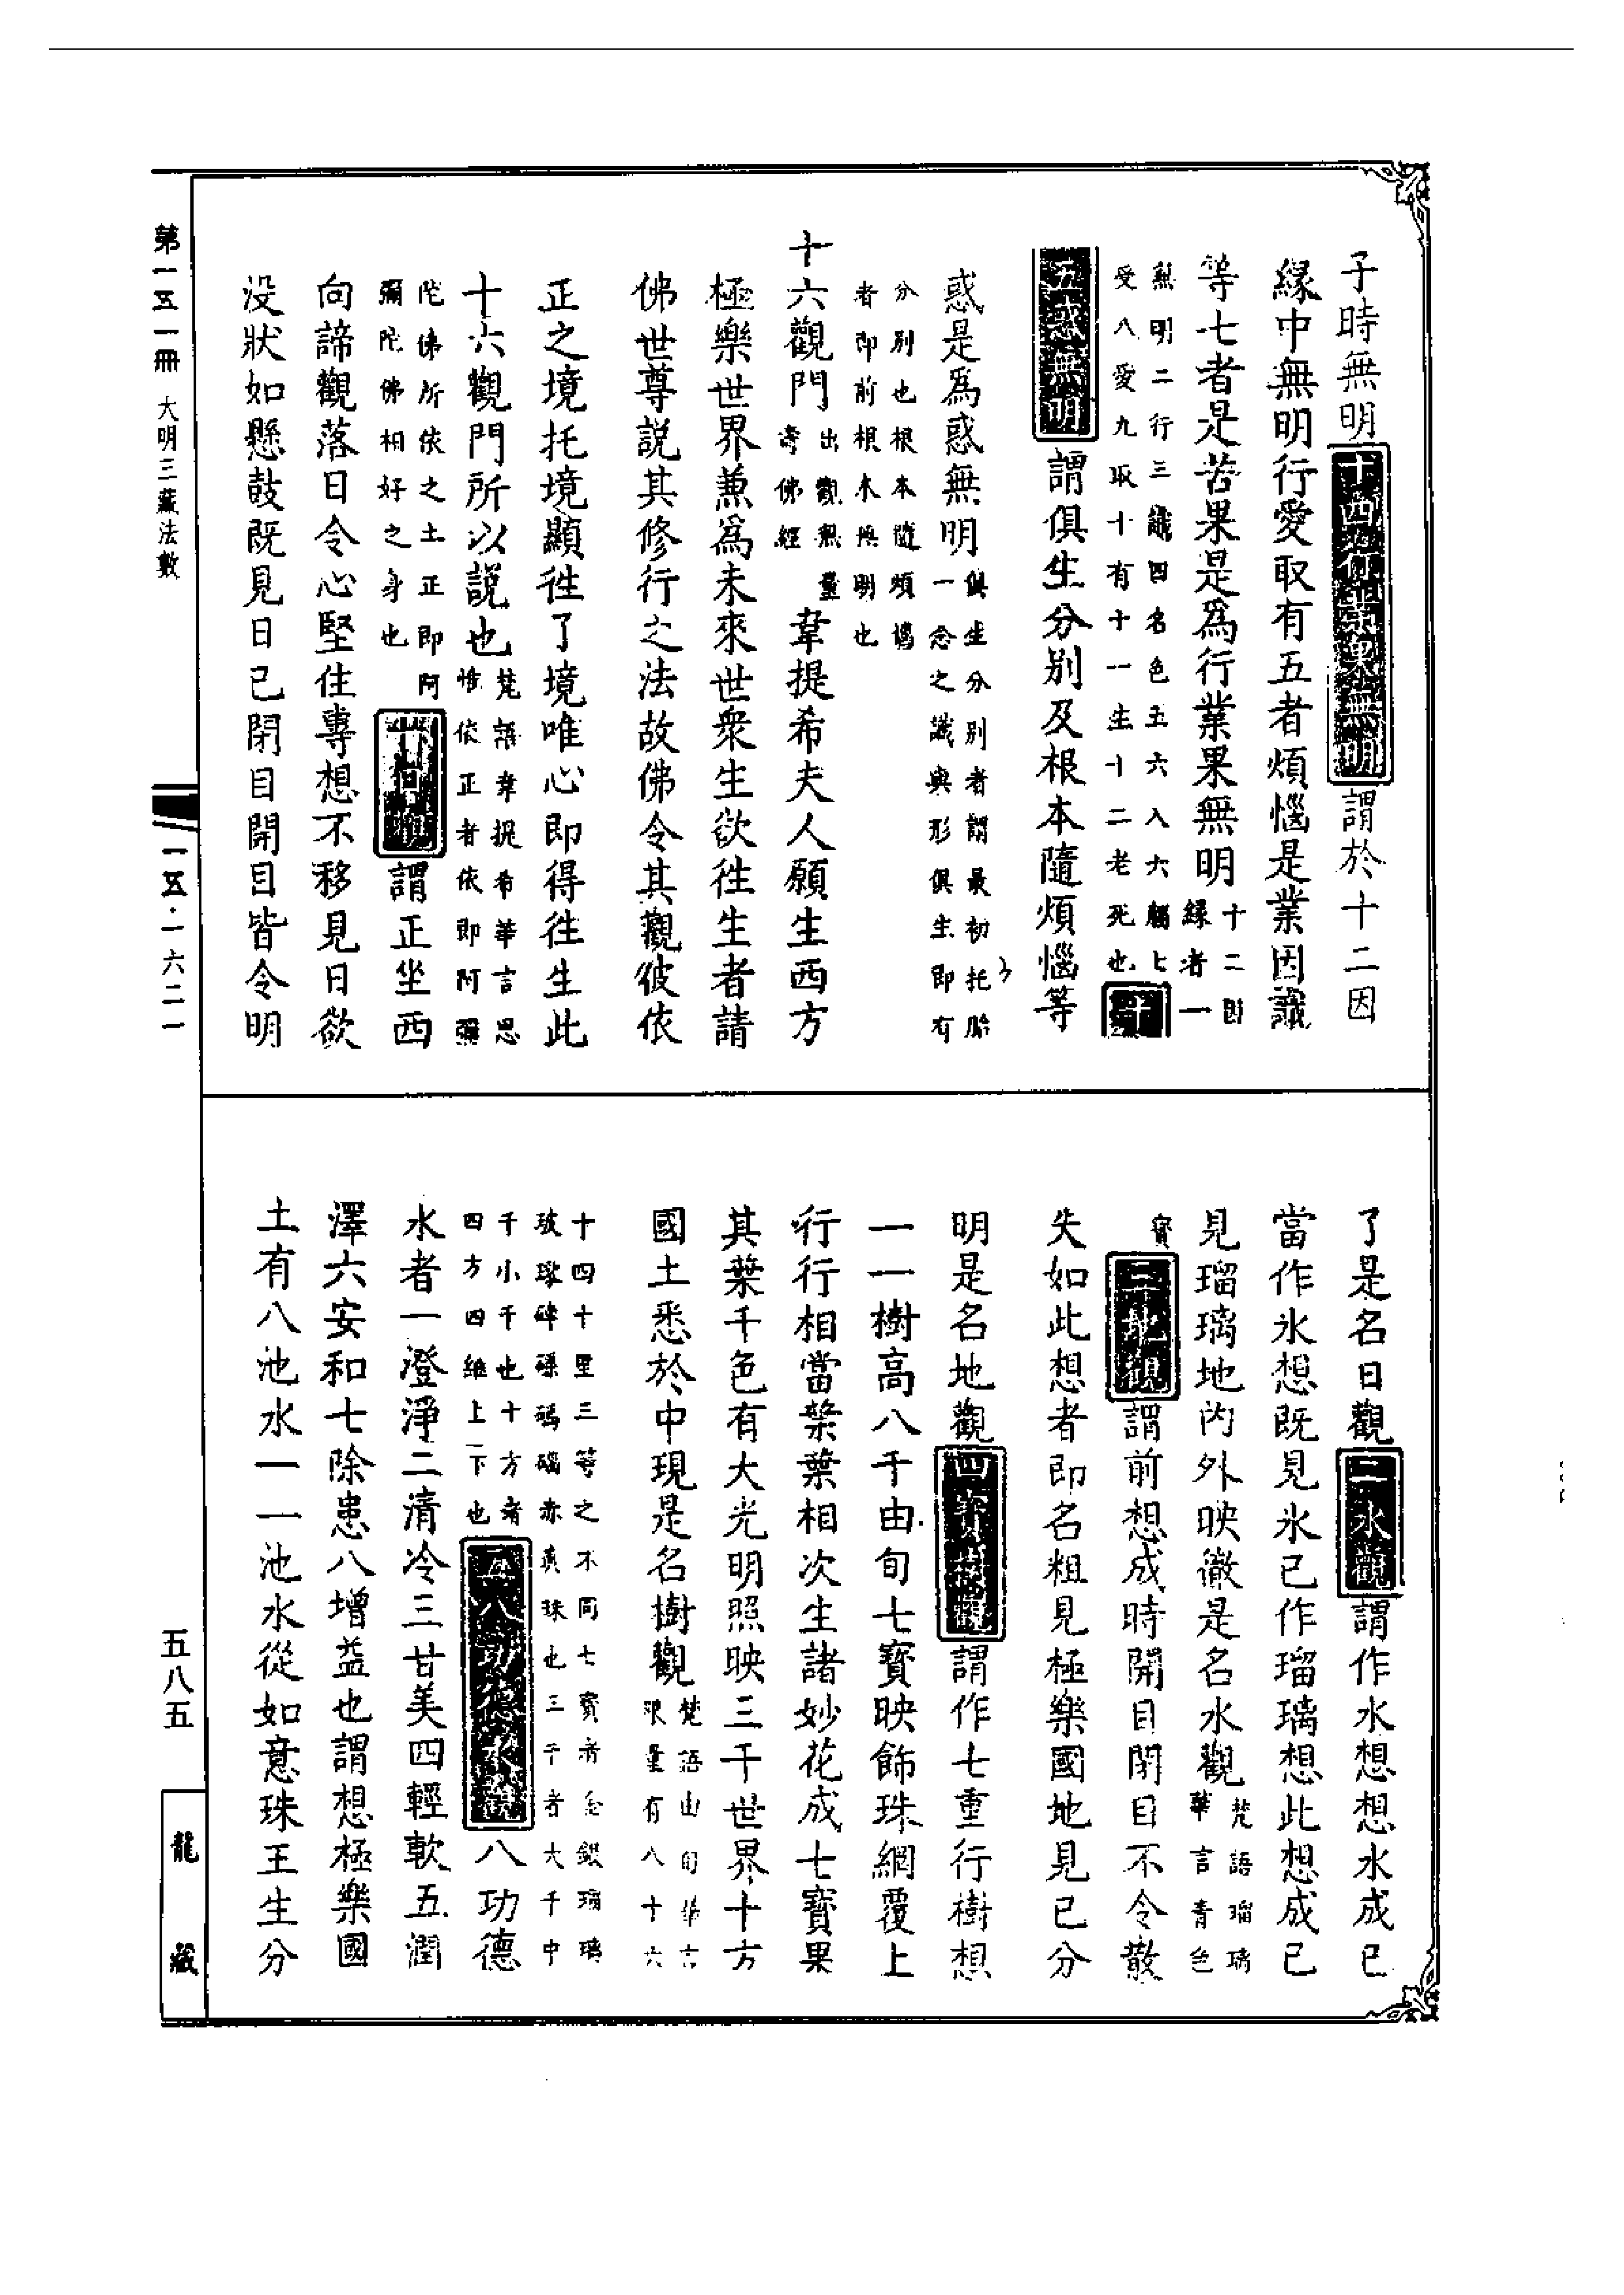 子時無明十四行業果無明謂於十二因
緣中無明行愛取有五者煩惱是業因識
等七者是苦果是為行業果無明十二因緣者一
無明二行三識四名色五六入六觸七受八愛九取十有十一生十二老死也十
五惑無明謂俱生分別及根本隨煩惱等
惑是為惑無明俱生分別者謂最初托胎一念之識與形俱生即有
分別也根本隨煩惱者即前根本無明也
十六觀門出觀無量壽佛經韋提希夫人願生西方
極樂世界兼為未來世衆生欲徃生者請
佛世尊說其修行之法故佛令其觀彼依
正之境托境顯徃了境唯心即得徃生此
十六觀門所以說也梵語韋提希華言思惟依正者依即阿彌
陀佛所依之土正即阿彌陀佛相好之身也一日觀謂正坐西
向諦觀落日令心堅住專想不移見日欲
没狀如懸鼓既見日已閉目開目皆令明
了是名日觀二水觀謂作水想想水成已
當作氷想既見氷已作瑠璃想此想成已
見瑠璃地內外映徹是名水觀梵語瑠璃華言青色
寶三地觀謂前想成時開目閉目不令散
失如此想者即名粗見極樂國地見已分
明是名地觀四寶樹觀謂作七重行樹想
一一樹高八千由旬七寶映飾珠網覆上
行行相當葉葉相次生諸妙花成七寶果
其葉千色有大光明照映三千世界十方
國土悉於中現是名樹觀梵語由旬華言限量有八十六
十四十里三等之不同七寶者金銀瑠璃玻瓈硨磲碼碯赤真珠也三千者大千中
千小千也十方者四方四維上下也五八功德水觀八功德
水者一澄淨二清冷三甘美四輕軟五潤
澤六安和七除患八增益也謂想極樂國
土有八池水一一池水從如意珠王生分
第一五一冊 大明三藏法數
一五·一六二一
五八五
龍藏